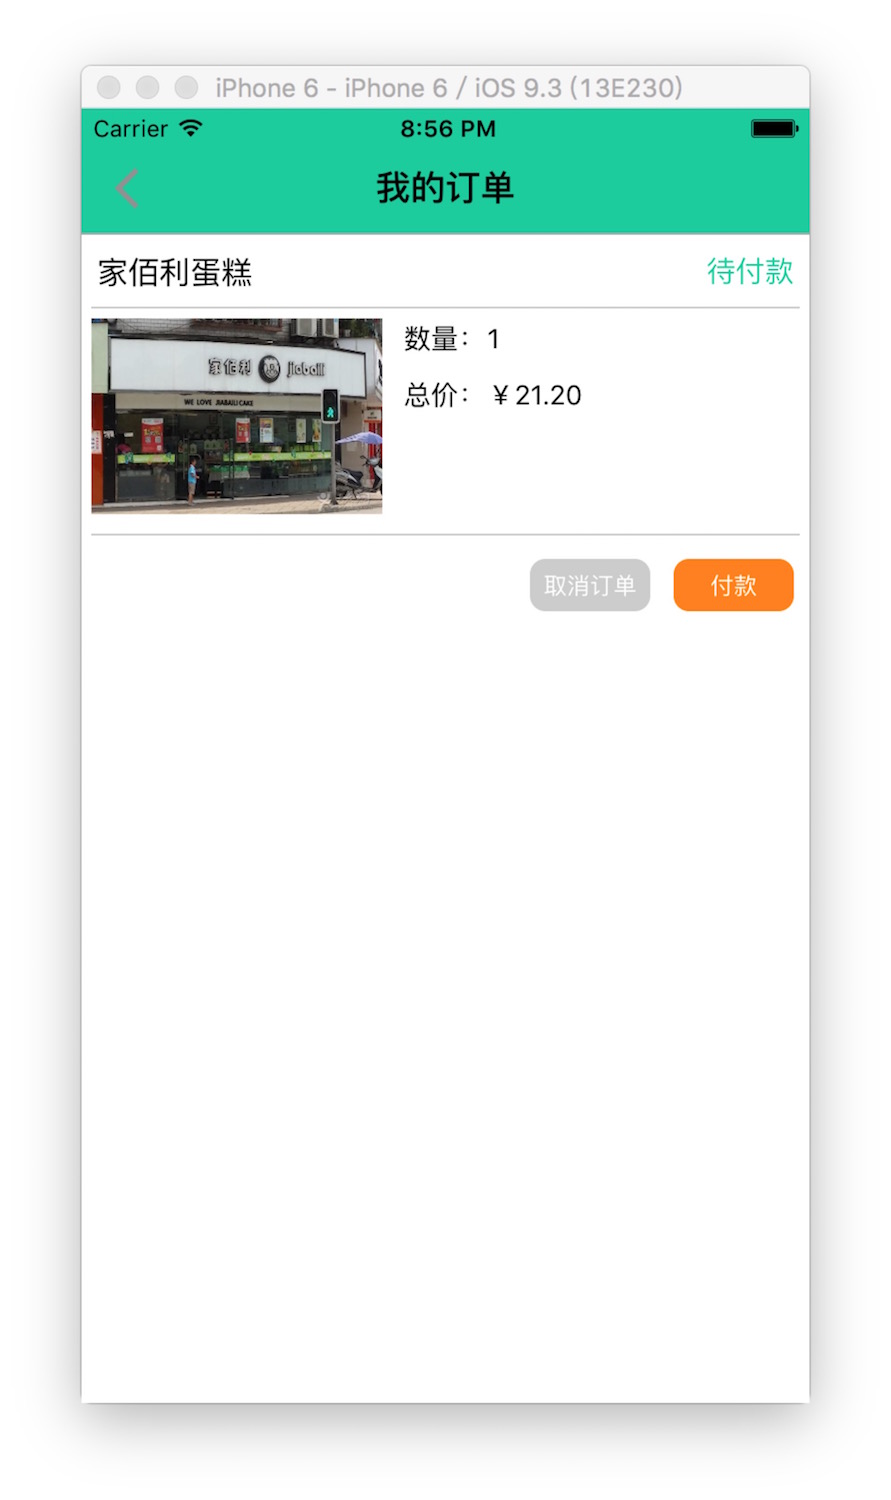 iPhone 6 - iPhone 6 / iOS 9.3 (13E230)
Carrier 8:56 PM
我的订单
家佰利蛋糕 待付款
家佰利 jiabaili
WE LOVE JIABAILI CAKE
数量：1
总价：￥21.20
取消订单 付款